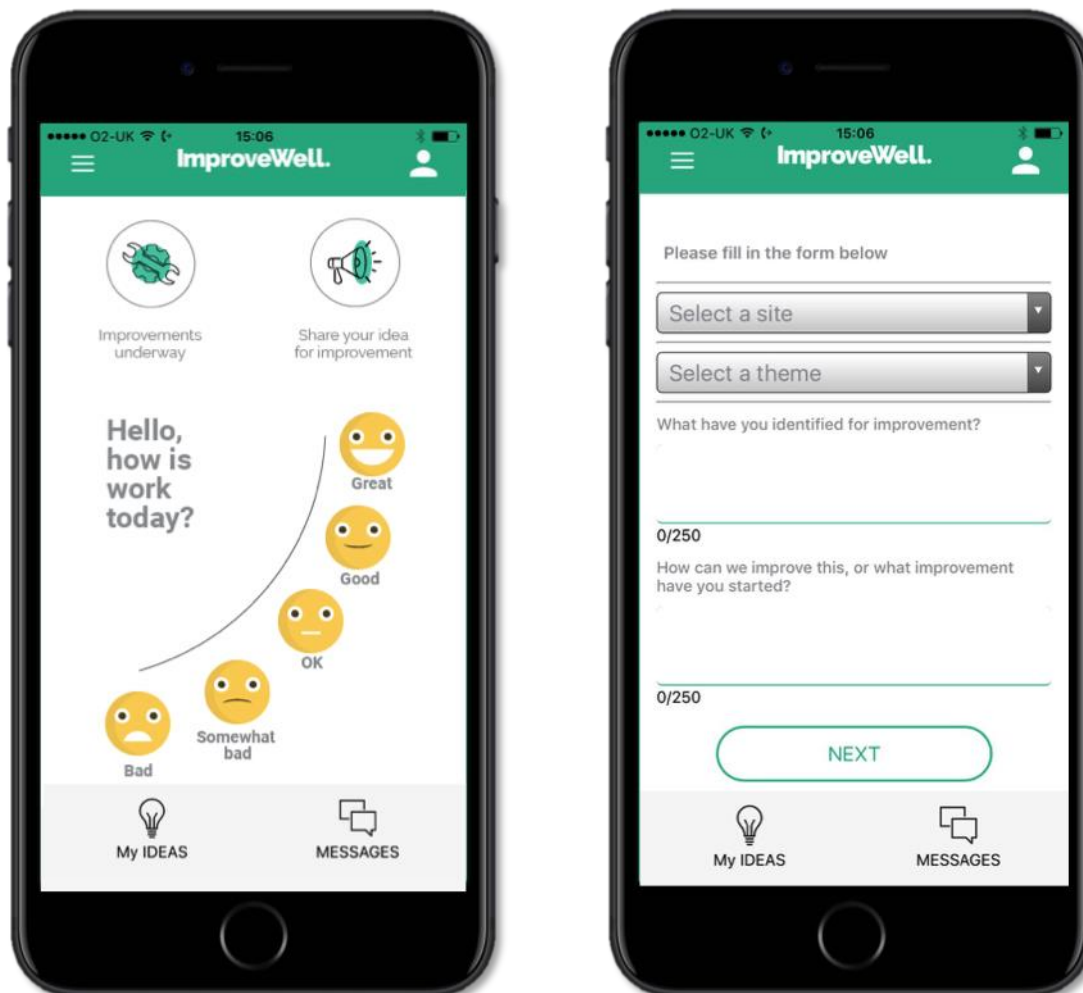 O2-UK 15:06
ImproveWell.
Improvements
underway
Share your idea
for improvement
Hello,
how is
work
today?
Great
Good
OK
Somewhat
bad
Bad
My IDEAS
MESSAGES
O2-UK 15:06
ImproveWell.
Please fill in the form below
Select a site
Select a theme
What have you identified for improvement?
0/250
How can we improve this, or what improvement
have you started?
0/250
NEXT
My IDEAS
MESSAGES